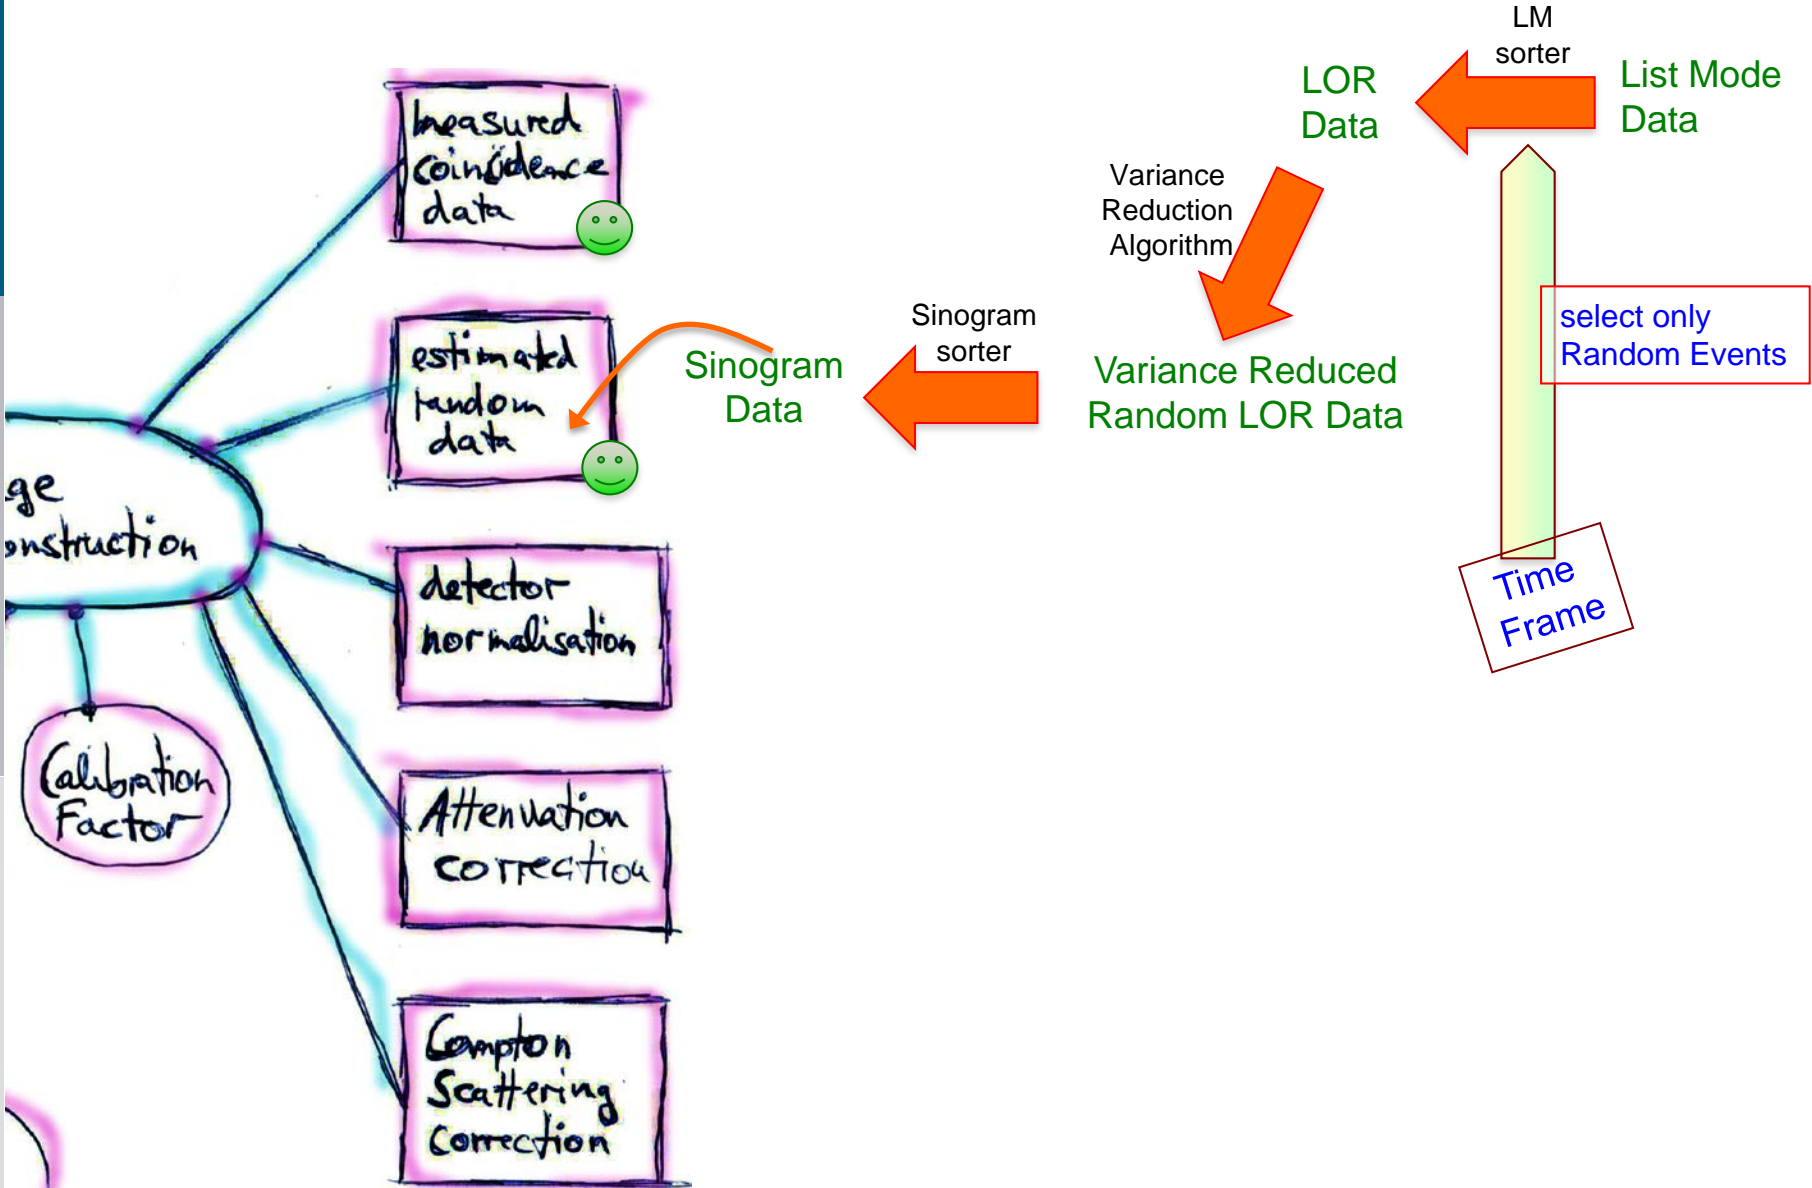 LM
sorter
LOR
Data
List Mode
Data
measured
coincidence
data
Variance
Reduction
Algorithm
select only
Random Events
estimated
random
data
Sinogram
Data
Sinogram
sorter
Variance Reduced
Random LOR Data
ge
onstruction
detector
normalisation
Time
Frame
Calibration
Factor
Attenuation
correction
Compton
Scattering
correction